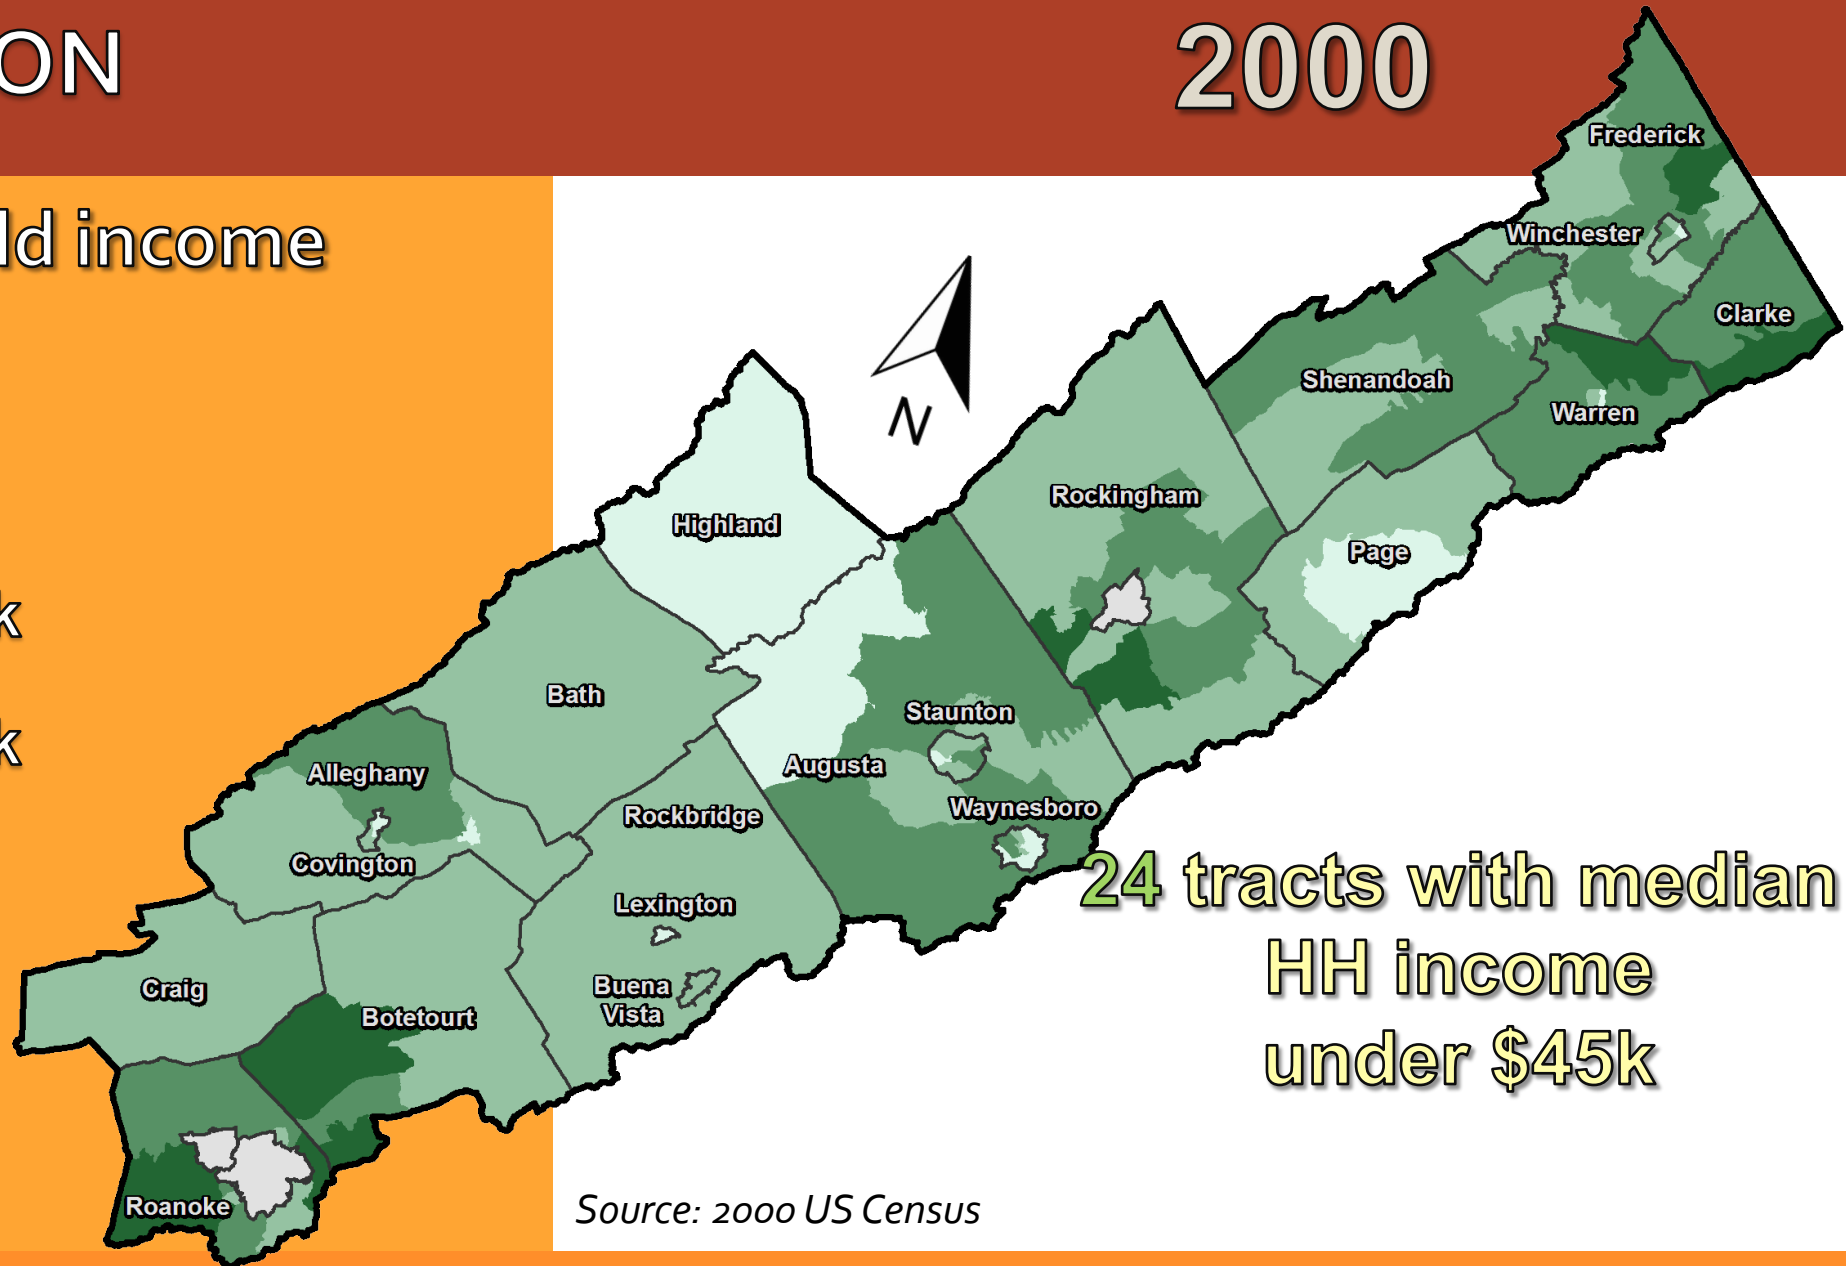 ON
2000
ld income
k
k
Frederick
Winchester
Clarke
Shenandoah
Warren
Rockingham
Highland
Page
Bath
Staunton
Augusta
Alleghany
Waynesboro
Rockbridge
Covington
Lexington
Craig
Buena
Vista
Botetourt
Roanoke
N
24 tracts with median
HH income
under $45k
Source: 2000 US Census